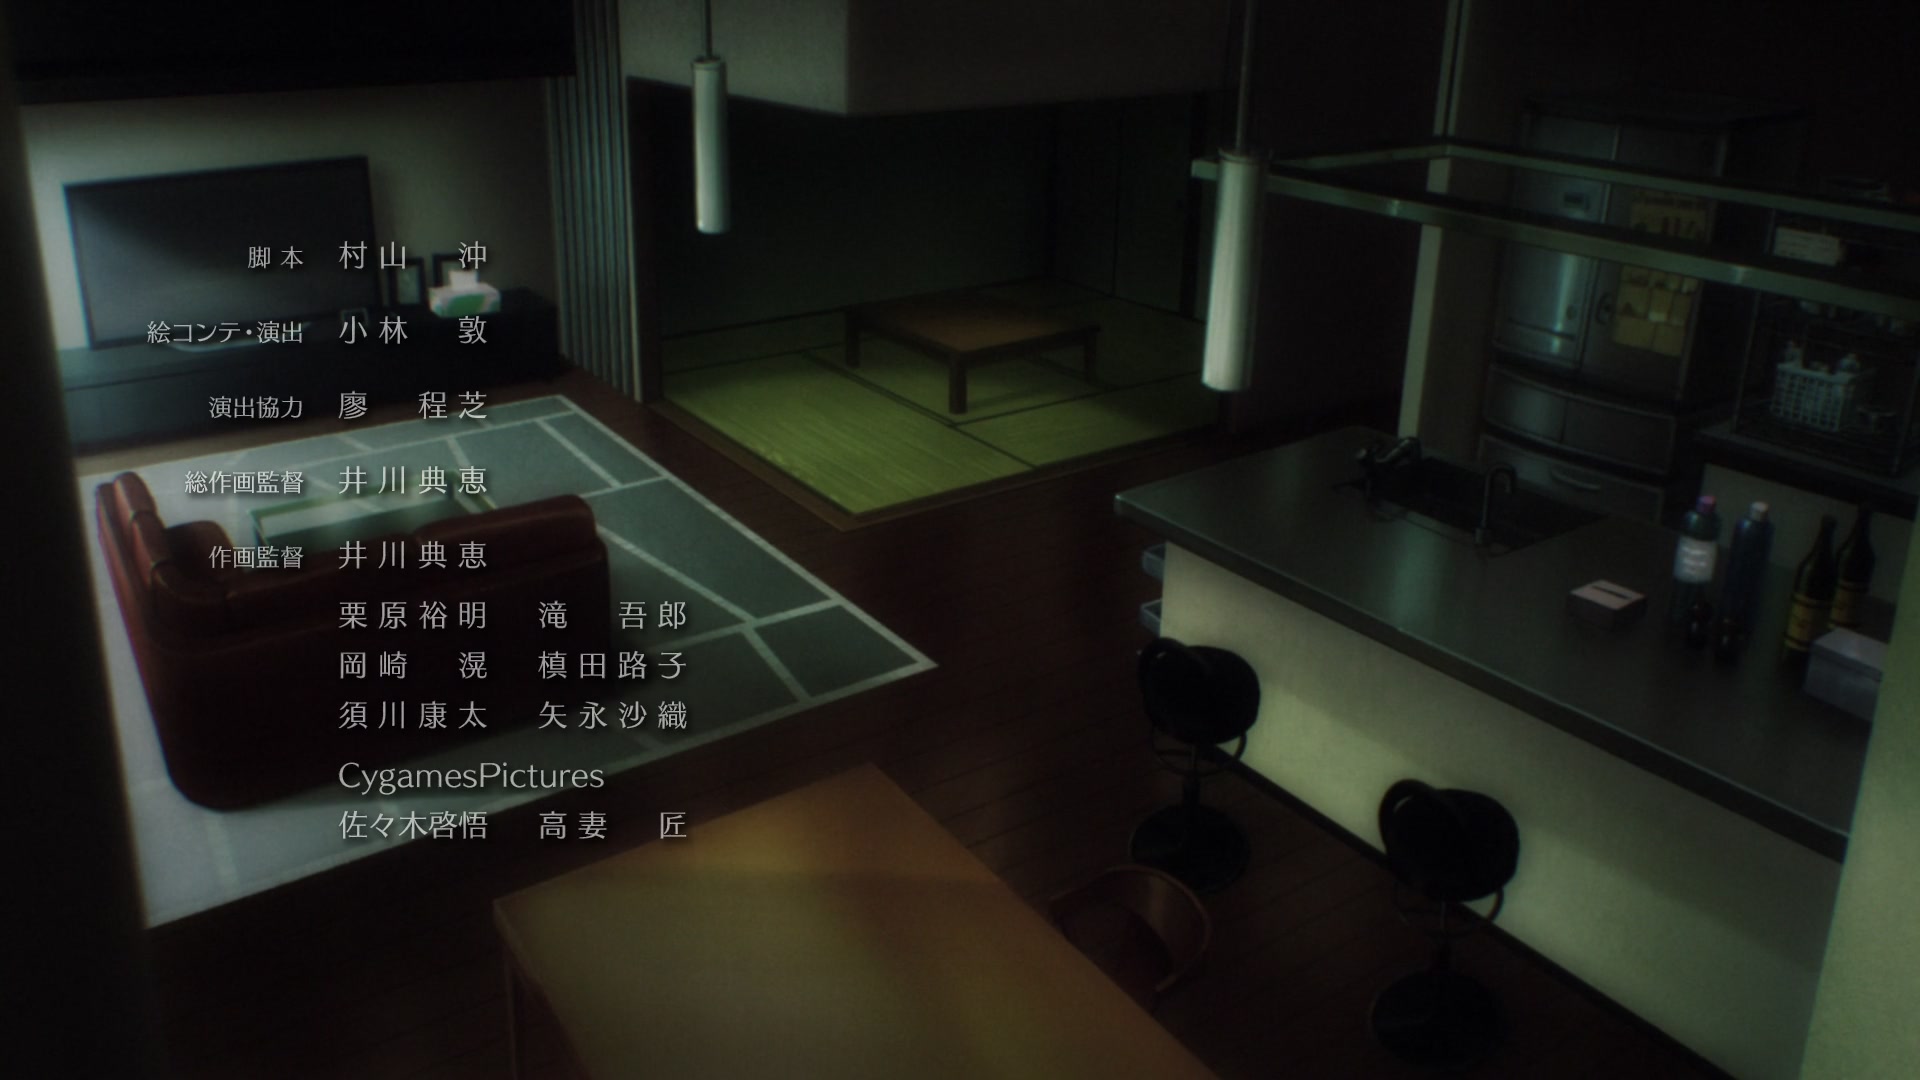 脚本 村山 沖
絵コンテ・演出 小林 敦
演出協力 廖 程芝
総作画監督 井川典恵
作画監督 井川典恵
栗原裕明 滝 吾郎
岡崎 滉 槙田路子
須川康太 矢永沙織
CygamesPictures
佐々木啓悟 高妻 匠